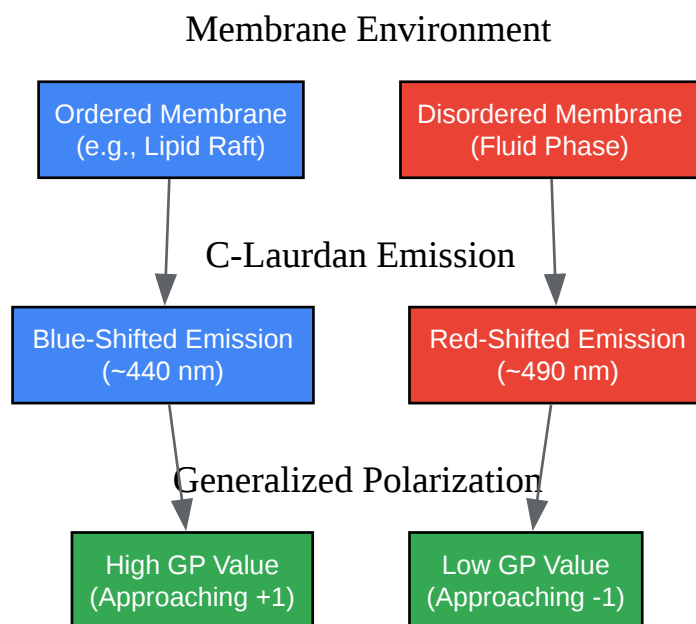 Membrane Environment
Ordered Membrane
(e.g., Lipid Raft)
Disordered Membrane
(Fluid Phase)
C-Laurdan Emission
Blue-Shifted Emission
(~440 nm)
Red-Shifted Emission
(~490 nm)
Generalized Polarization
High GP Value
(Approaching +1)
Low GP Value
(Approaching -1)